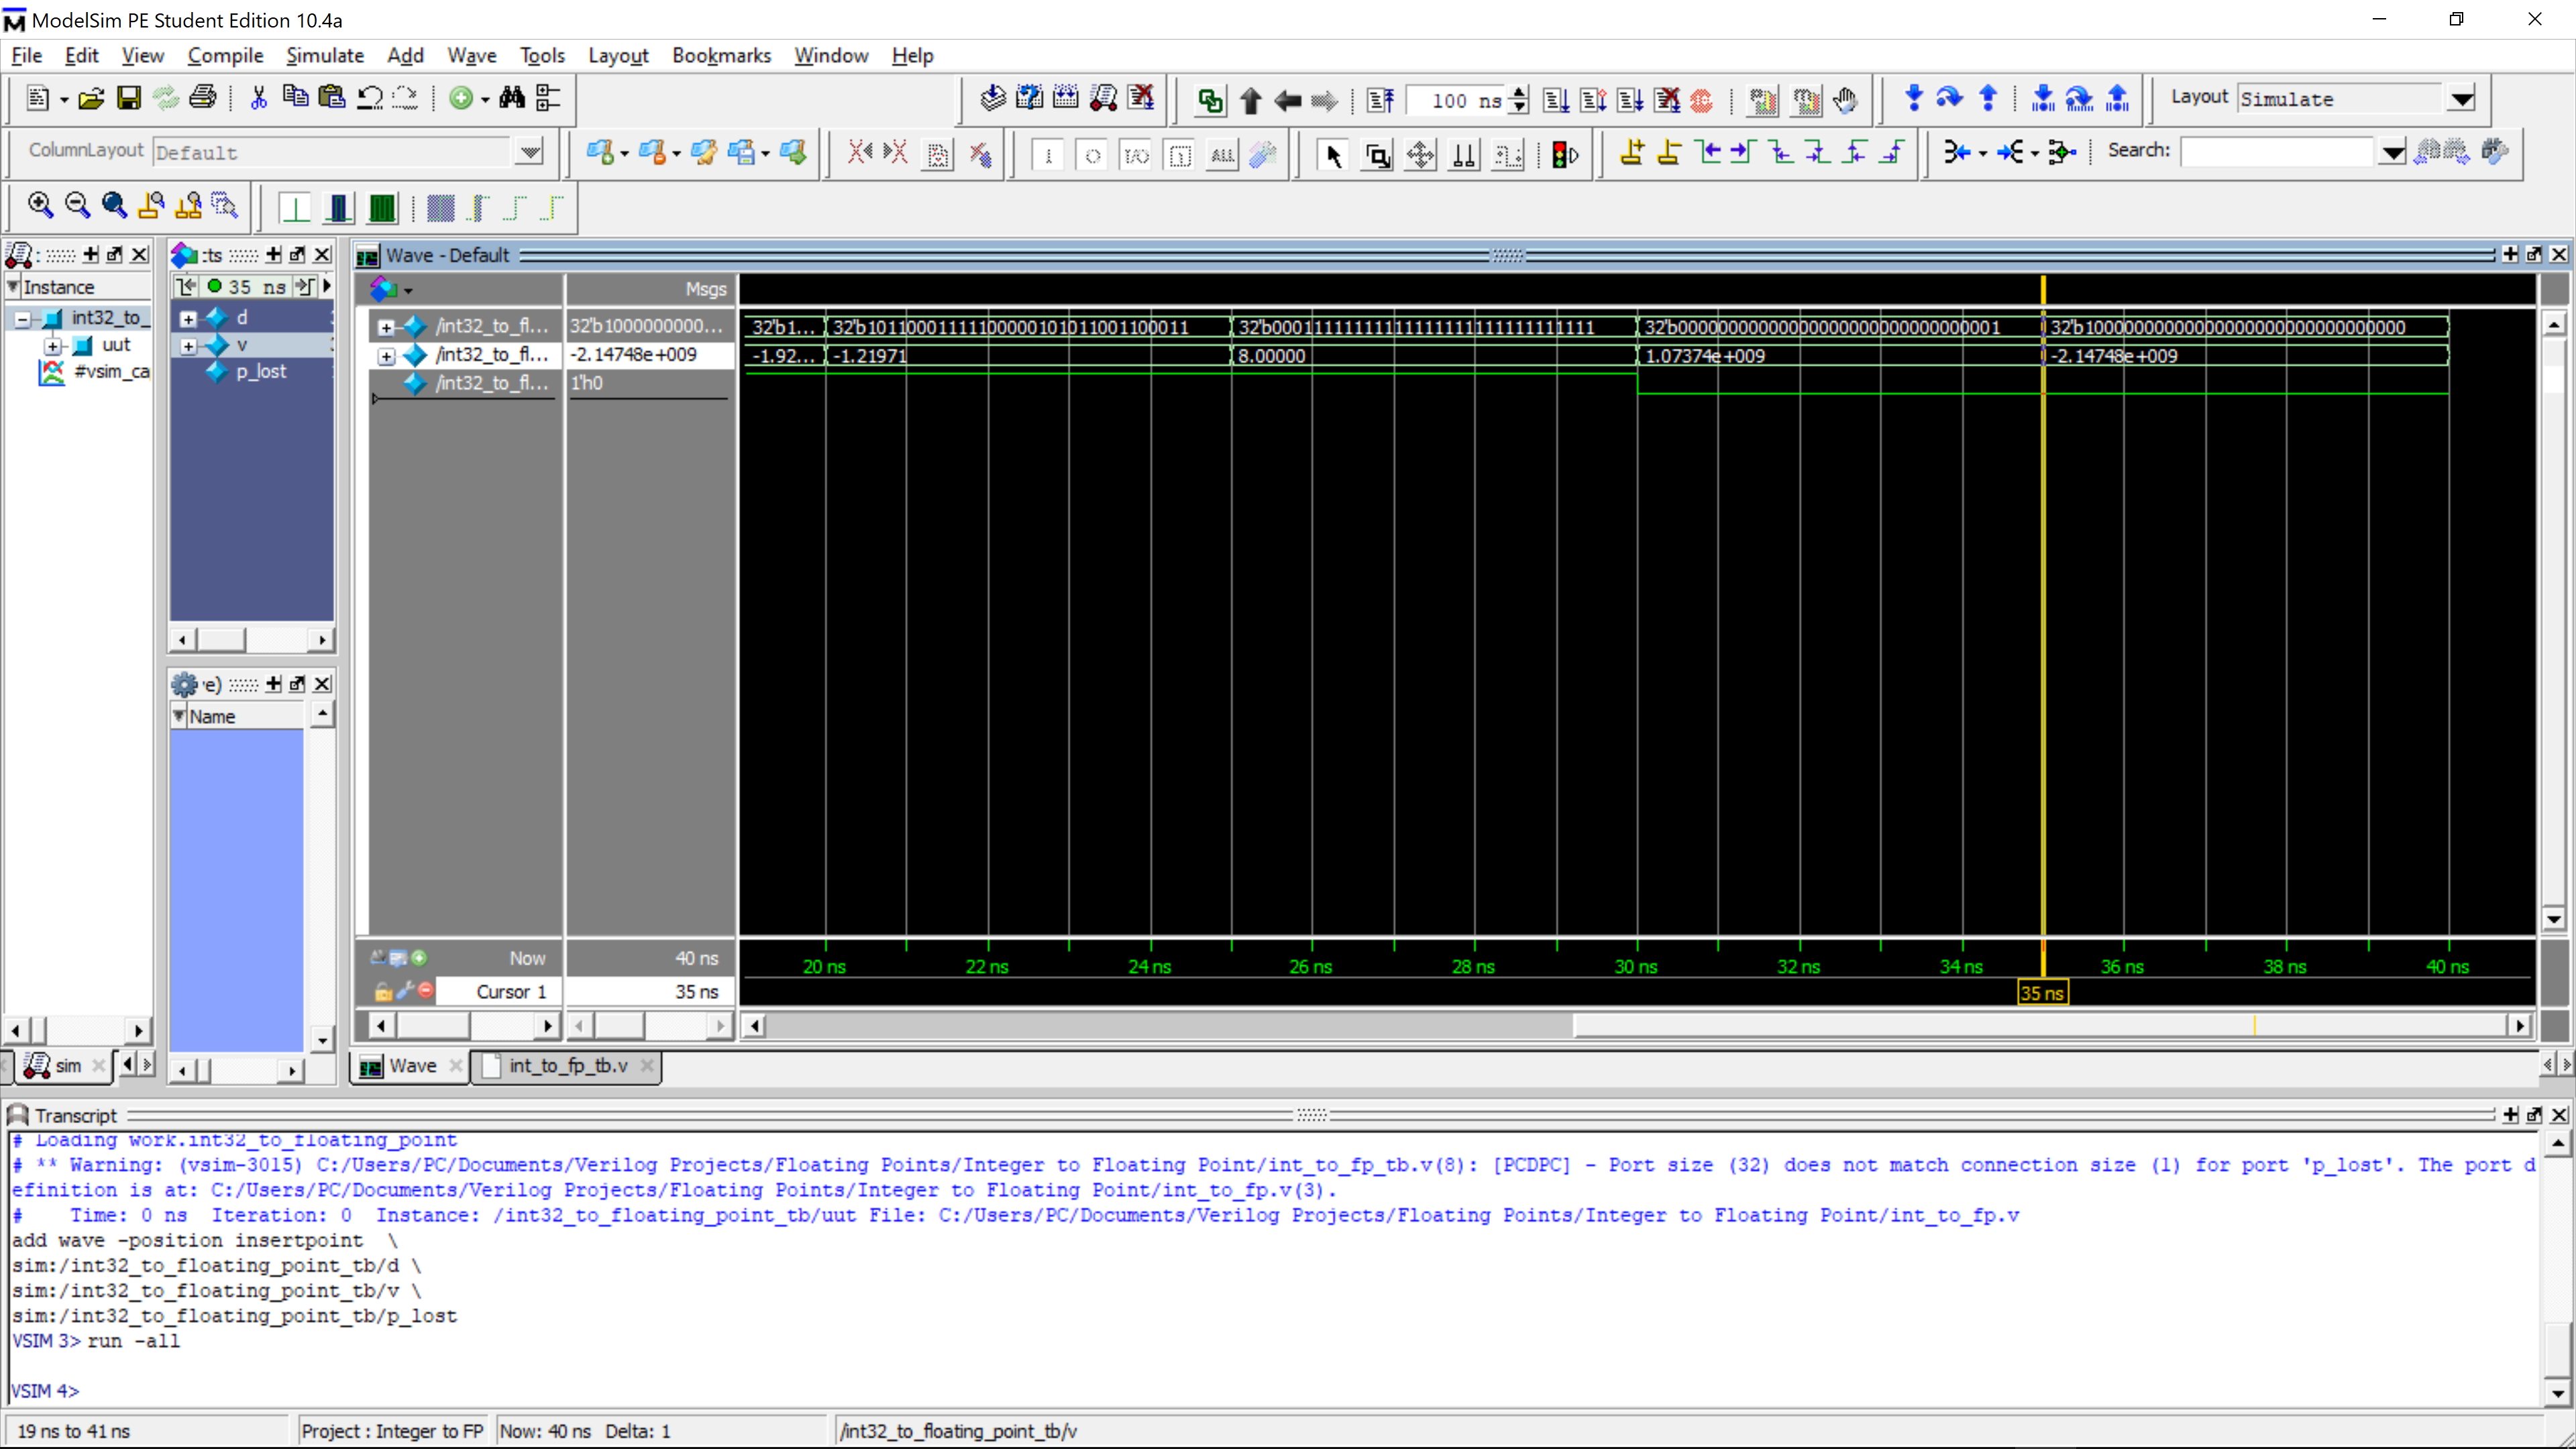 ModelSim PE Student Edition 10.4a
File Edit View Compile Simulate Add Wave Tools Layout Bookmarks Window Help
100 ns
Layout Simulate
ColumnLayout Default
I/O
ALL
Search:
:ts
Wave - Default
Instance
35 ns
Msgs
int32_to_
d
/int32_to_fl... 32'b1000000000... 32'b1... 32'b10110001111100000101011001100011 32'b00011111111111111111111111111111 32'b00000000000000000000000000000001 32'b10000000000000000000000000000000
uut
v
/int32_to_fl... -2.14748e+009 -1.92... -1.21971 8.00000 1.07374e+009 -2.14748e+009
#vsim_ca
p_lost
/int32_to_fl... 1'h0
e)
Name
Now 40 ns
20 ns 22 ns 24 ns 26 ns 28 ns 30 ns 32 ns 34 ns 36 ns 38 ns 40 ns
Cursor 1 35 ns
35 ns
sim
Wave int_to_fp_tb.v
Transcript
# Loading work.int32_to_floating_point
# ** Warning: (vsim-3015) C:/Users/PC/Documents/Verilog Projects/Floating Points/Integer to Floating Point/int_to_fp_tb.v(8): [PCDPC] - Port size (32) does not match connection size (1) for port 'p_lost'. The port d
efinition is at: C:/Users/PC/Documents/Verilog Projects/Floating Points/Integer to Floating Point/int_to_fp.v(3).
# Time: 0 ns Iteration: 0 Instance: /int32_to_floating_point_tb/uut File: C:/Users/PC/Documents/Verilog Projects/Floating Points/Integer to Floating Point/int_to_fp.v
add wave -position insertpoint \
sim:/int32_to_floating_point_tb/d \
sim:/int32_to_floating_point_tb/v \
sim:/int32_to_floating_point_tb/p_lost
VSIM 3> run -all
VSIM 4>
19 ns to 41 ns Project : Integer to FP Now: 40 ns Delta: 1 /int32_to_floating_point_tb/v